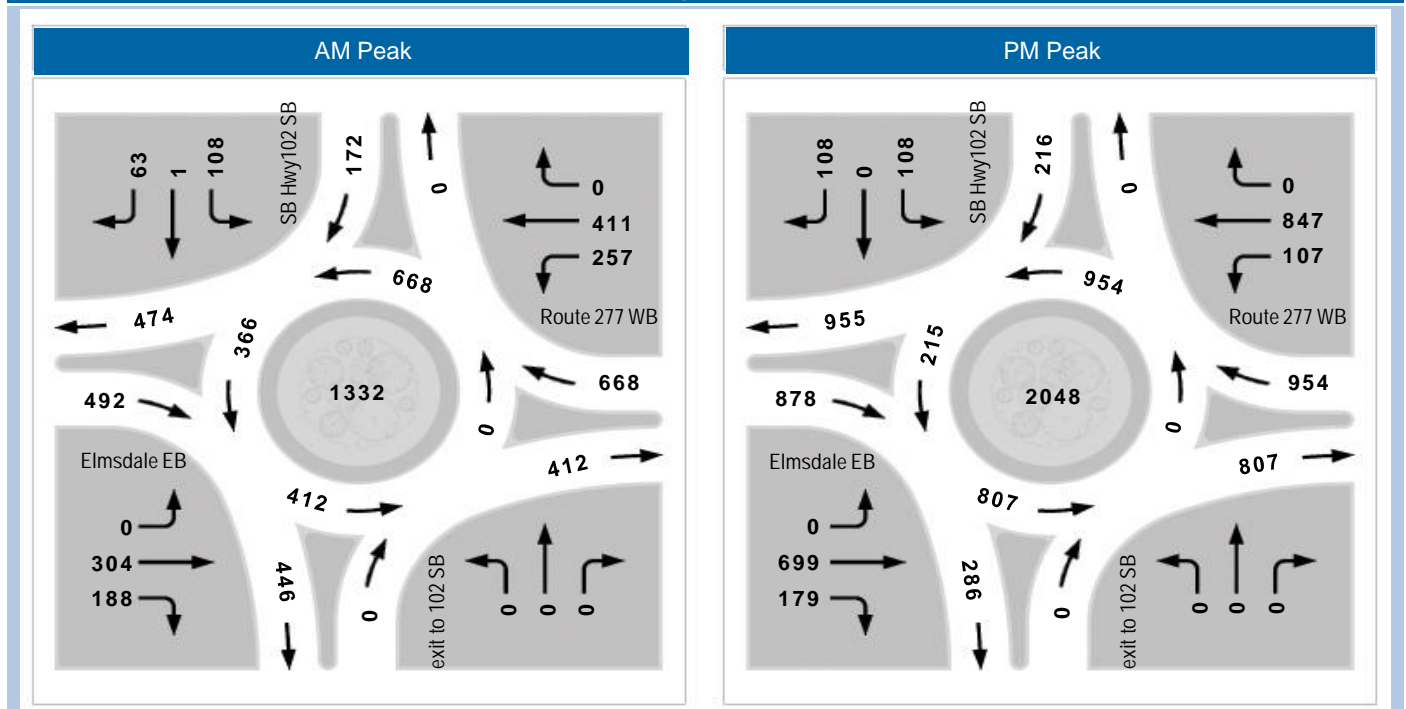 AM Peak
63 1 108
SB Hwy102 SB
172
0
0
411
257
Route 277 WB
668
474
366
492
1332
668
0
Elmsdale EB
412
412
0
304
188
446
0
exit to 102 SB
0 0 0
PM Peak
108 0 108
SB Hwy102 SB
216
0
0
847
107
Route 277 WB
954
955
215
878
2048
954
0
Elmsdale EB
807
807
0
699
179
286
0
exit to 102 SB
0 0 0